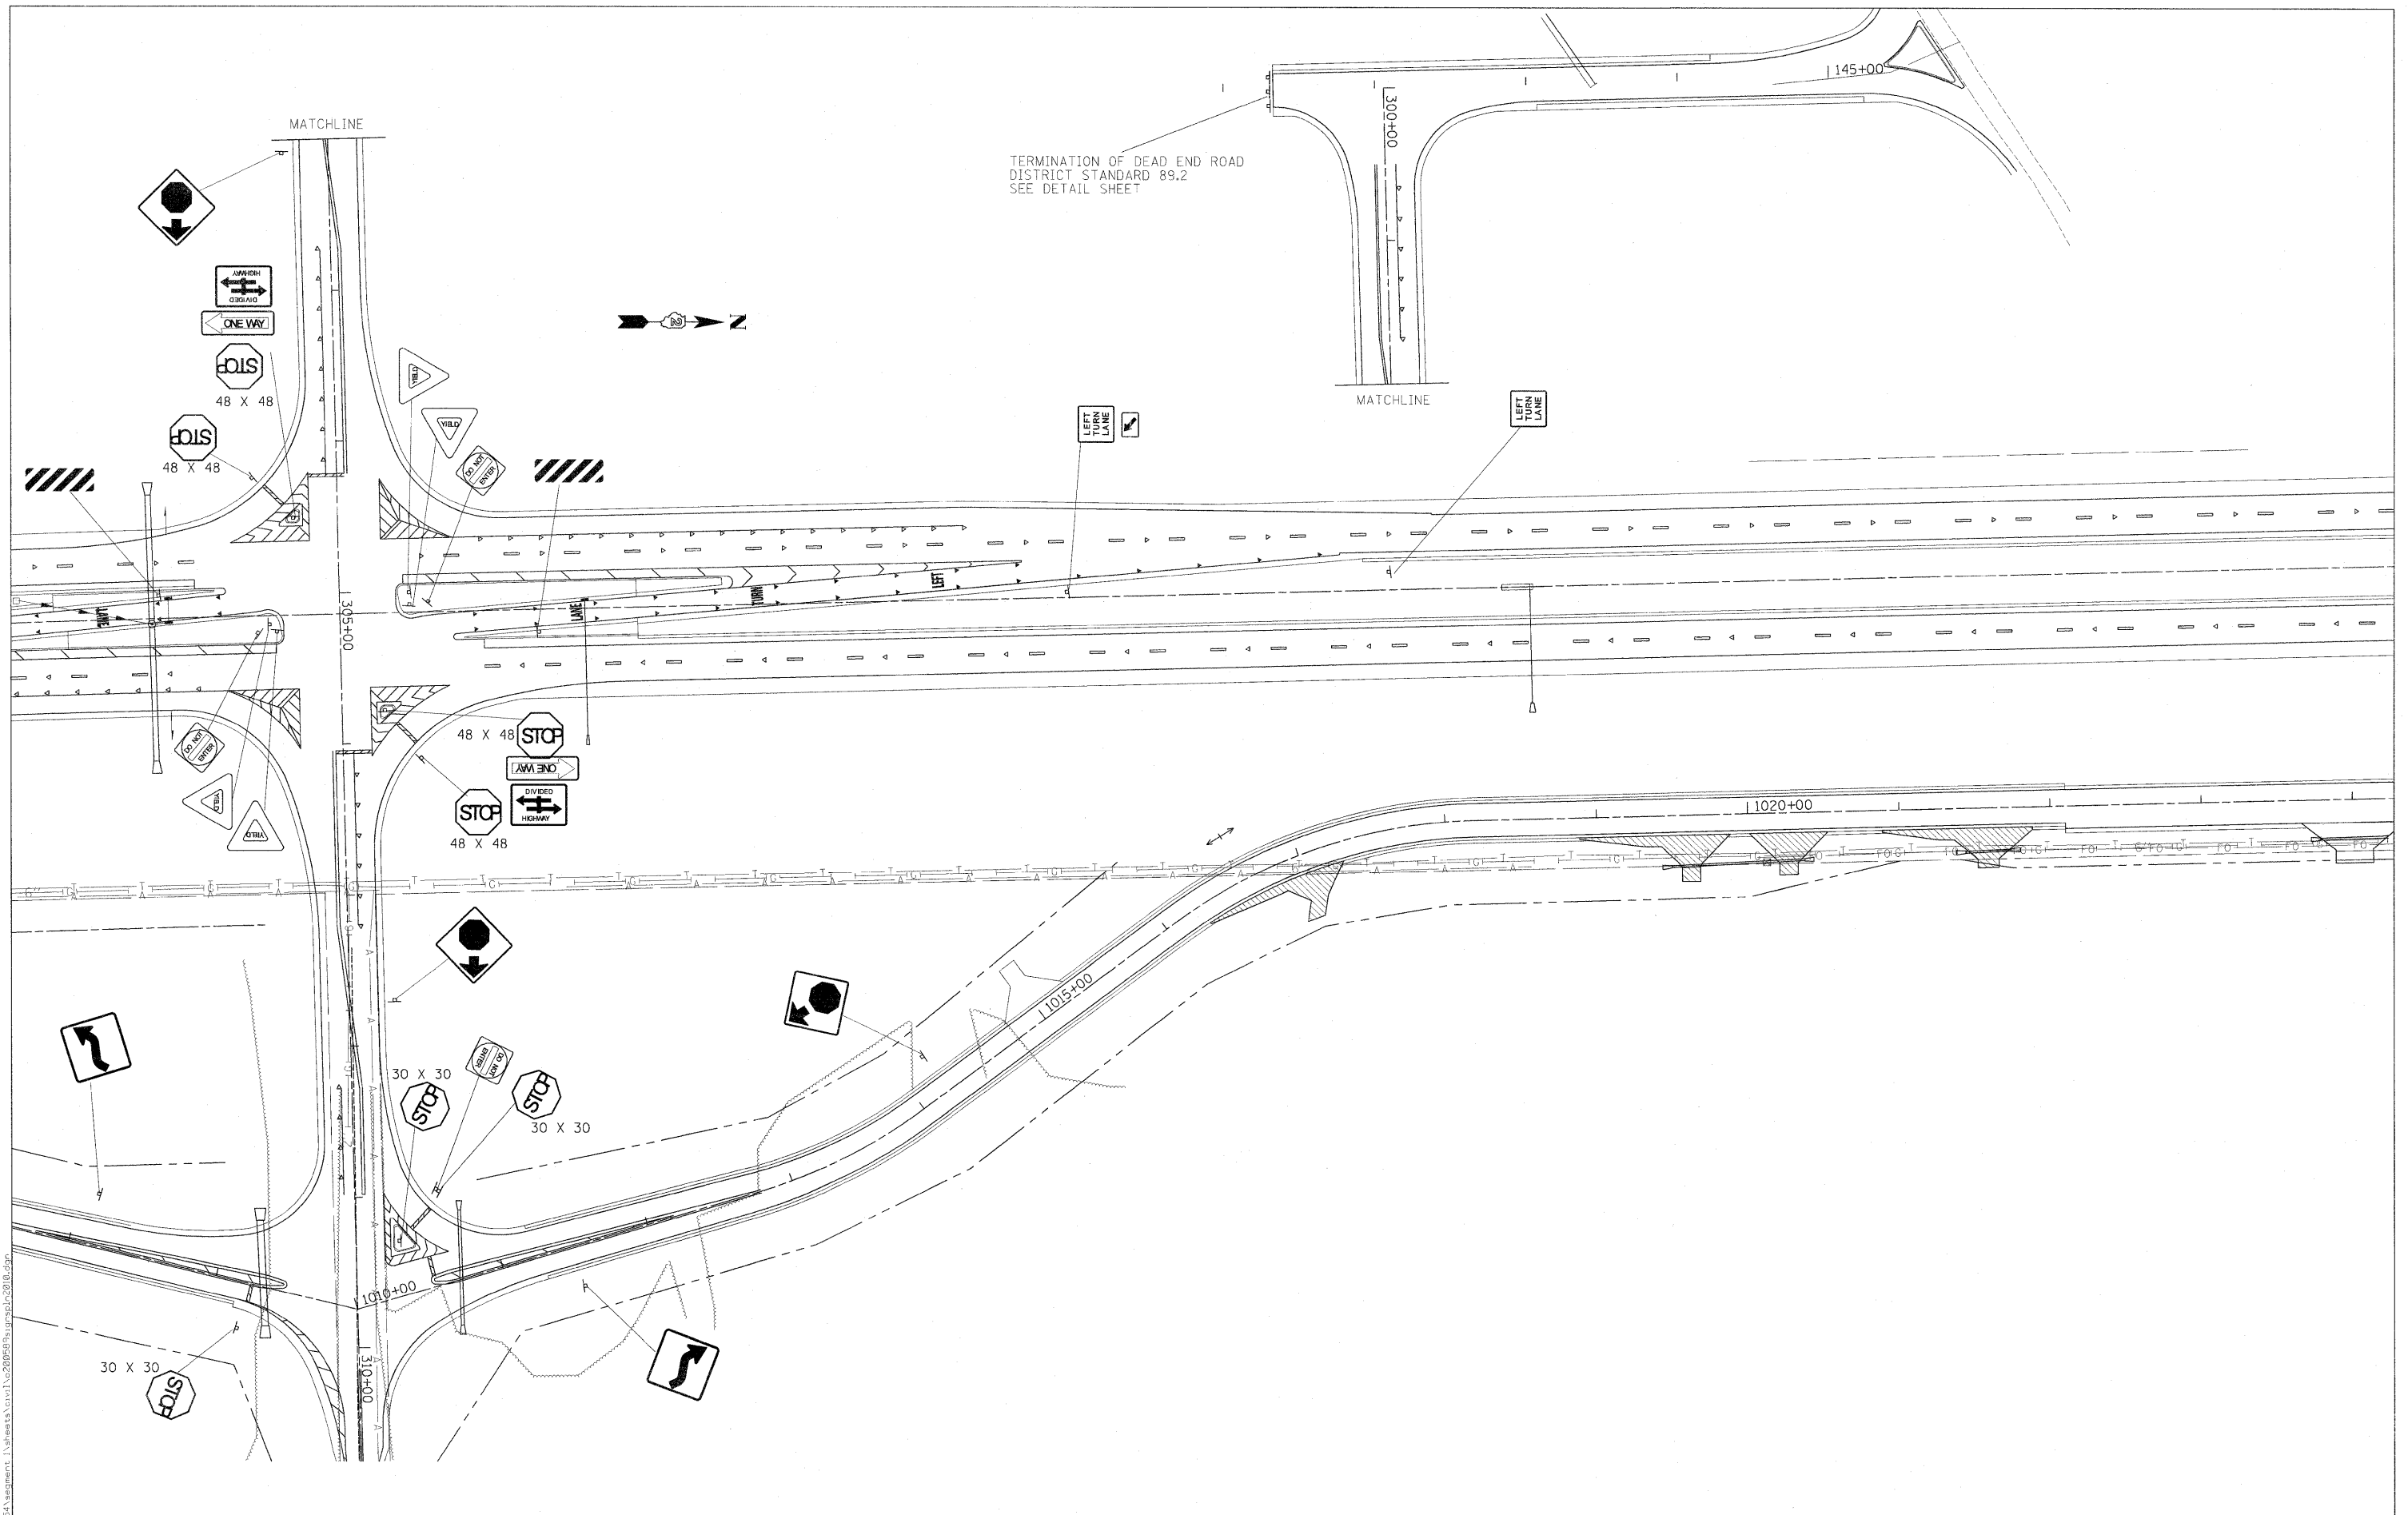 145+00
300+00
MATCHLINE
TERMINATION OF DEAD END ROAD
DISTRICT STANDARD 89.2
SEE DETAIL SHEET
DIVIDED
HIGHWAY
ONE WAY
STOP
48 X 48
STOP
48 X 48
N
YIELD
YIELD
DO NOT
ENTER
MATCHLINE
LEFT
TURN
LANE
LEFT
TURN
LANE
LANE
305+00
LANE
TURN
LEFT
DO NOT
ENTER
YIELD
YIELD
48 X 48
STOP
ONE WAY
STOP
48 X 48
DIVIDED
HIGHWAY
1020+00
1015+00
30 X 30
STOP
DO NOT
ENTER
STOP
30 X 30
1010+00
310+00
30 X 30
STOP